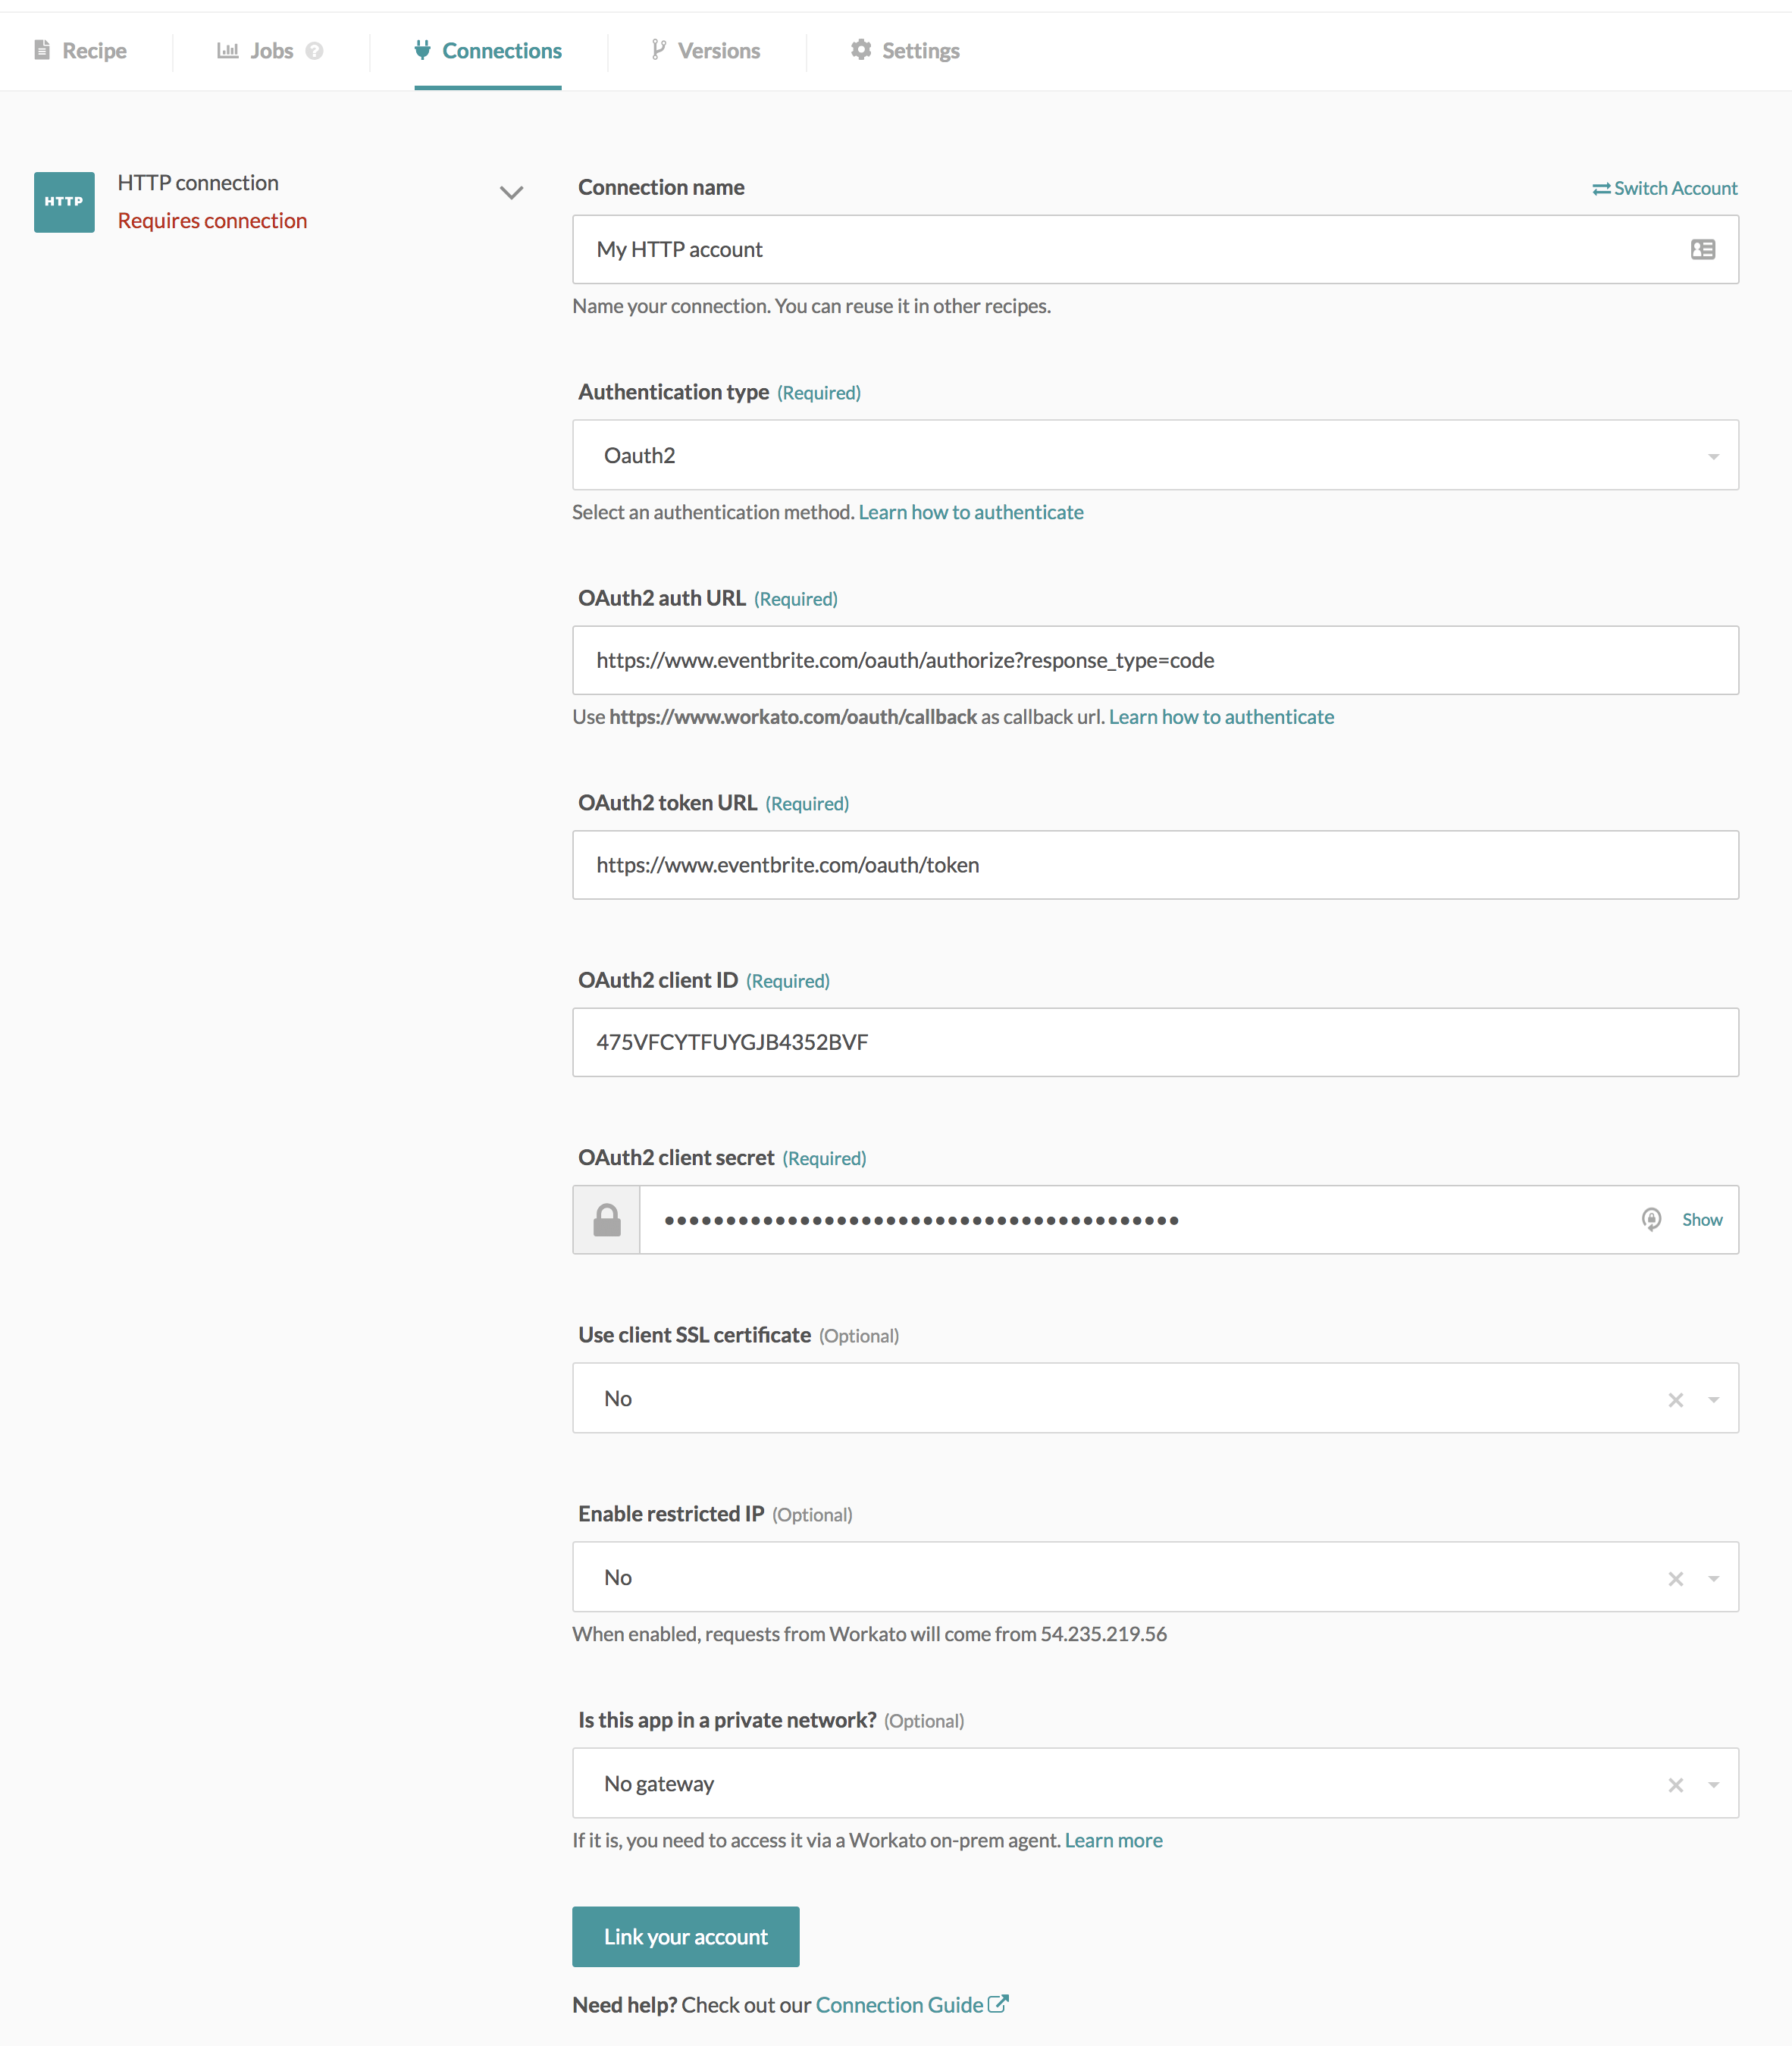 Recipe
Jobs ?
Connections
Versions
Settings
HTTP
HTTP connection
Requires connection
Connection name
Switch Account
My HTTP account
Name your connection. You can reuse it in other recipes.
Authentication type (Required)
Oauth2
Select an authentication method. Learn how to authenticate
OAuth2 auth URL (Required)
https://www.eventbrite.com/oauth/authorize?response_type=code
Use https://www.workato.com/oauth/callback as callback url. Learn how to authenticate
OAuth2 token URL (Required)
https://www.eventbrite.com/oauth/token
OAuth2 client ID (Required)
475VFCYTFUYGJB4352BVF
OAuth2 client secret (Required)
Show
Use client SSL certificate (Optional)
No
Enable restricted IP (Optional)
No
When enabled, requests from Workato will come from 54.235.219.56
Is this app in a private network? (Optional)
No gateway
If it is, you need to access it via a Workato on-prem agent. Learn more
Link your account
Need help? Check out our Connection Guide